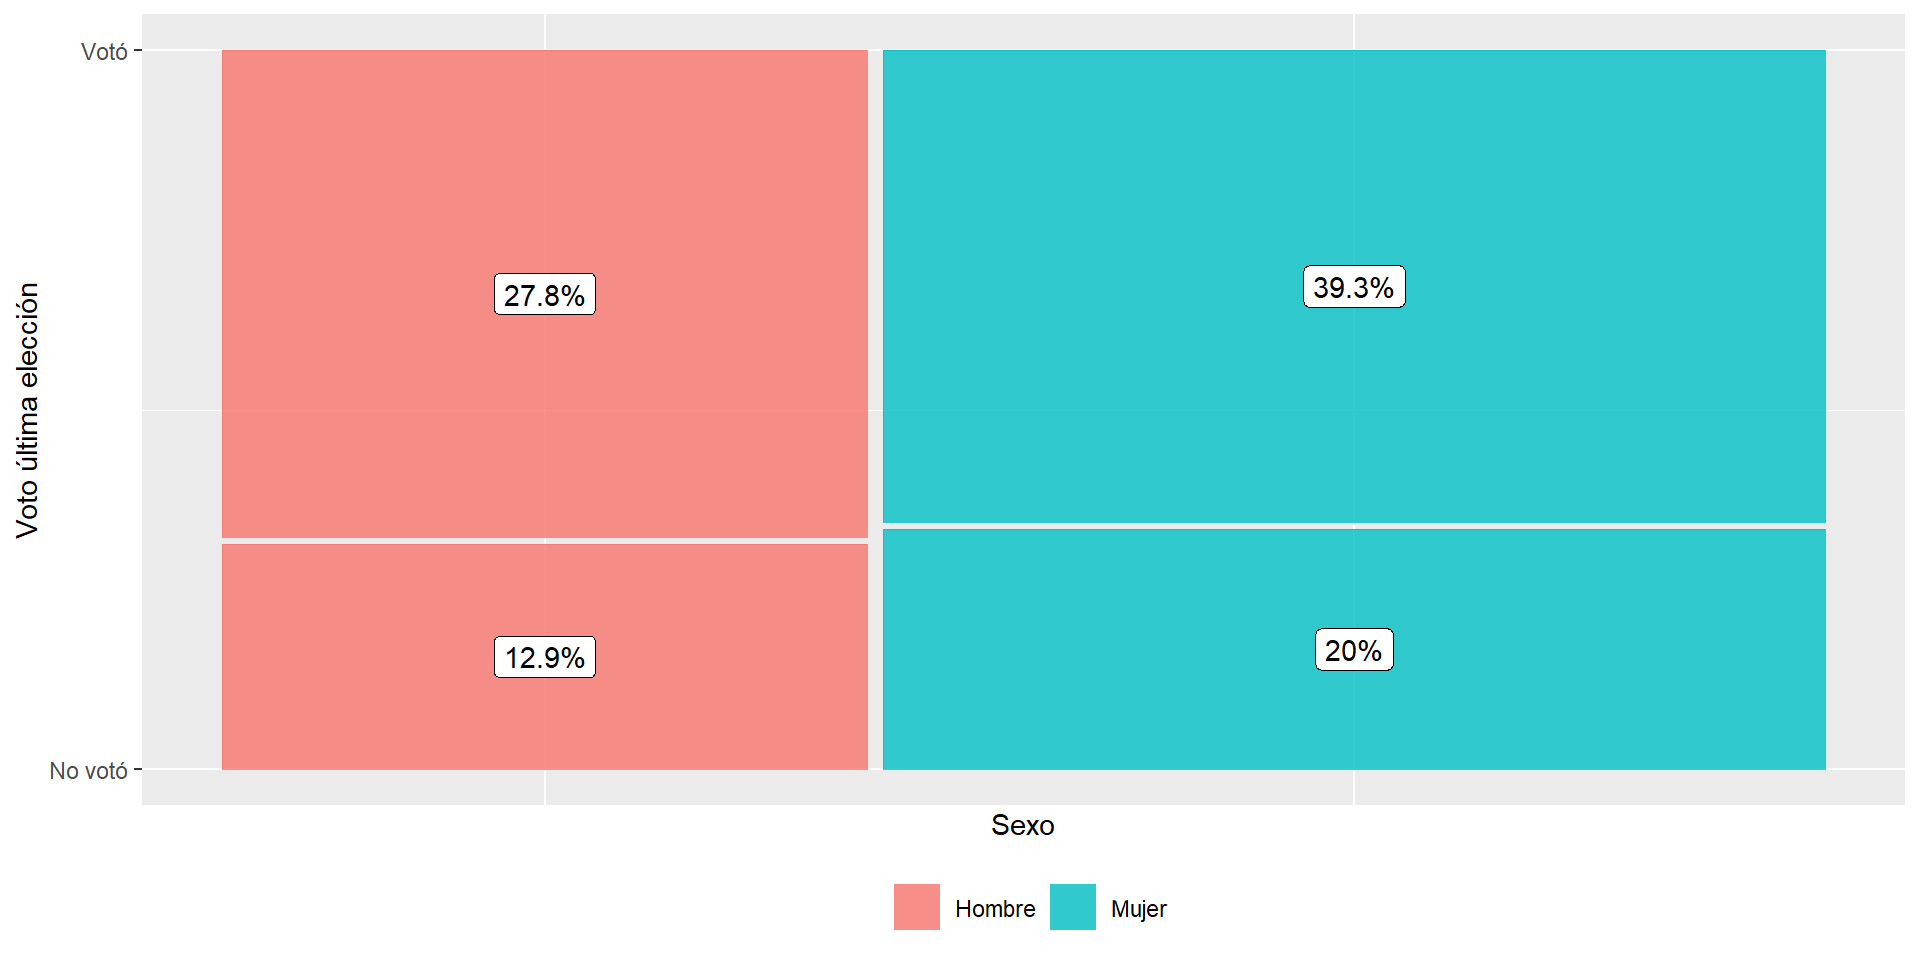 Votó
27.8%
39.3%
Voto última elección
12.9%
20%
No votó
Sexo
Hombre
Mujer